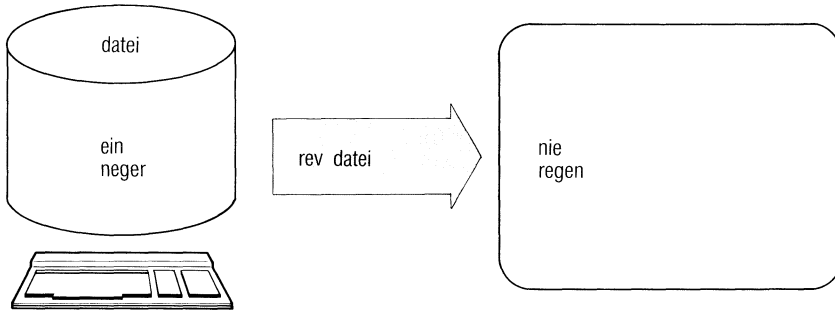 datei
ein
neger
rev datei
nie
regen